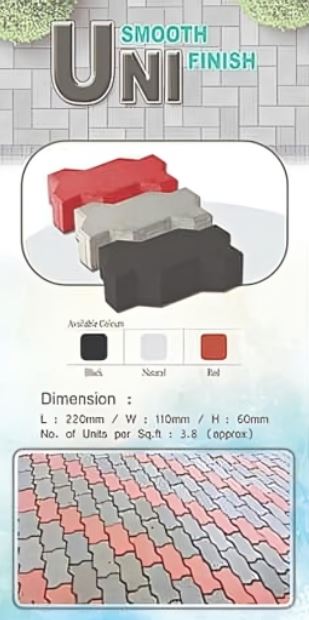 UNI
SMOOTH
FINISH
Available Colours
Black Natural Red
Dimension :
L : 220mm / W : 110mm / H : 60mm
No. of Units per Sq.ft : 3.8 (approx)